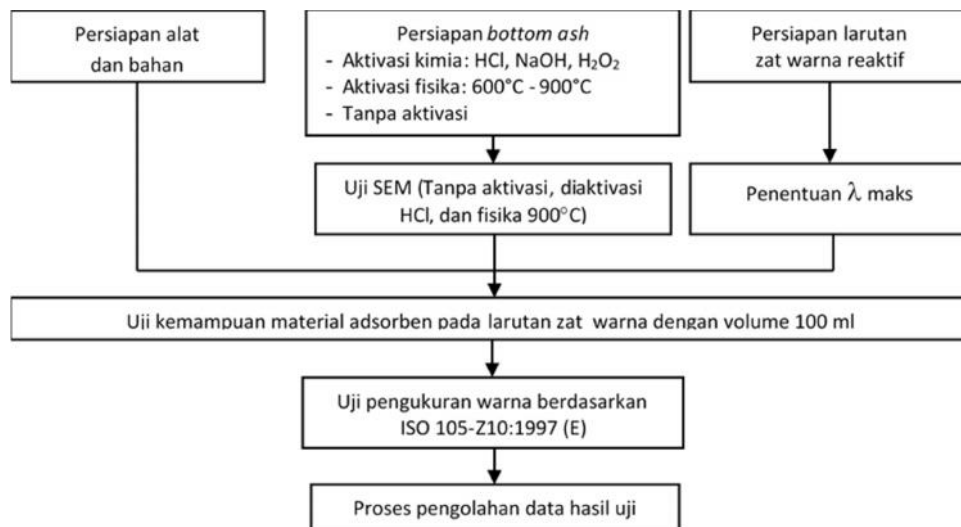 Persiapan alat
dan bahan
Persiapan bottom ash
- Aktivasi kimia: HCl, NaOH, H₂O₂
- Aktivasi fisika: 600°C - 900°C
- Tanpa aktivasi
Persiapan larutan
zat warna reaktif
Uji SEM (Tanpa aktivasi, diaktivasi
HCl, dan fisika 900°C)
Penentuan λ maks
Uji kemampuan material adsorben pada larutan zat warna dengan volume 100 ml
Uji pengukuran warna berdasarkan
ISO 105-Z10:1997 (E)
Proses pengolahan data hasil uji